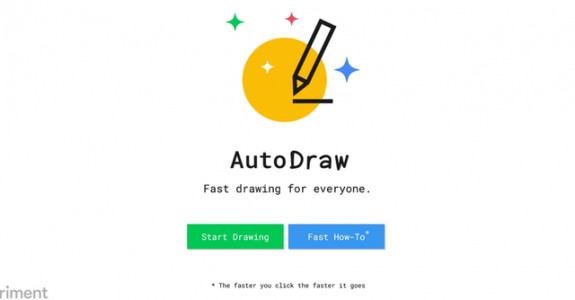 AutoDraw
Fast drawing for everyone.
Start Drawing
Fast How-To*
* The faster you click the faster it goes
riment